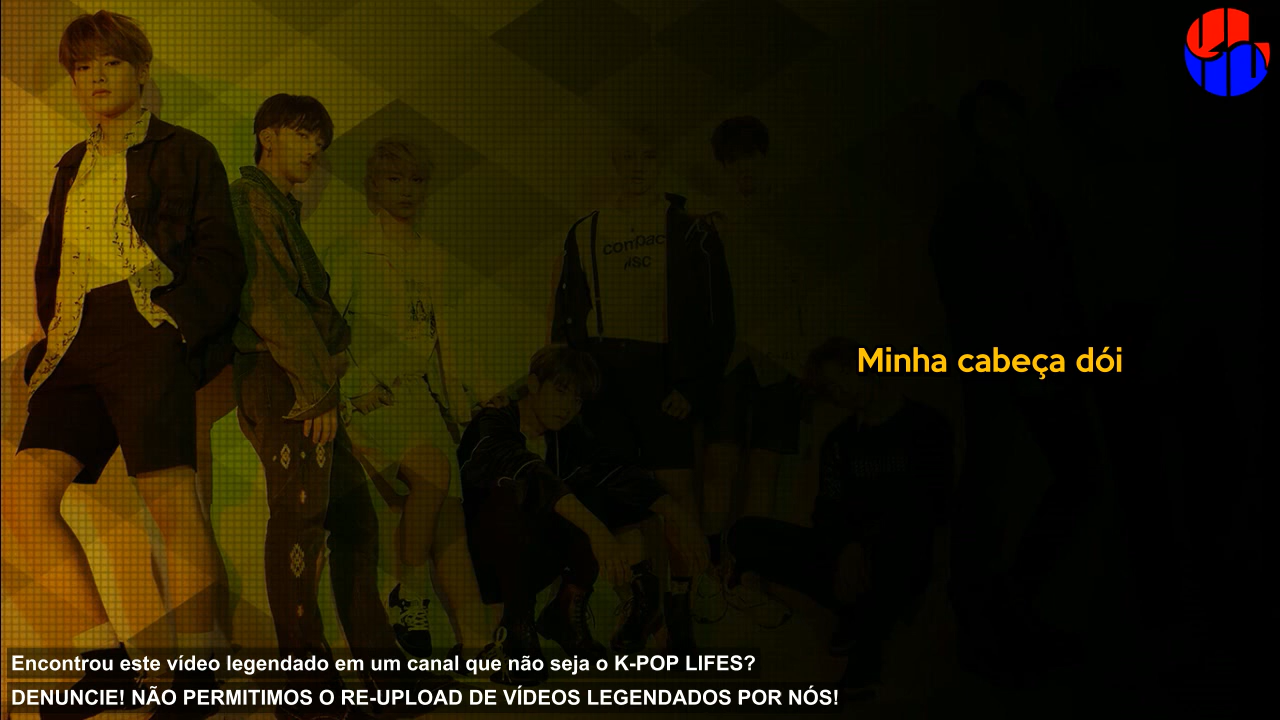 compac
Minha cabeça dói
Encontrou este vídeo legendado em um canal que não seja o K-POP LIFES?
DENUNCIE! NÃO PERMITIMOS O RE-UPLOAD DE VÍDEOS LEGENDADOS POR NÓS!